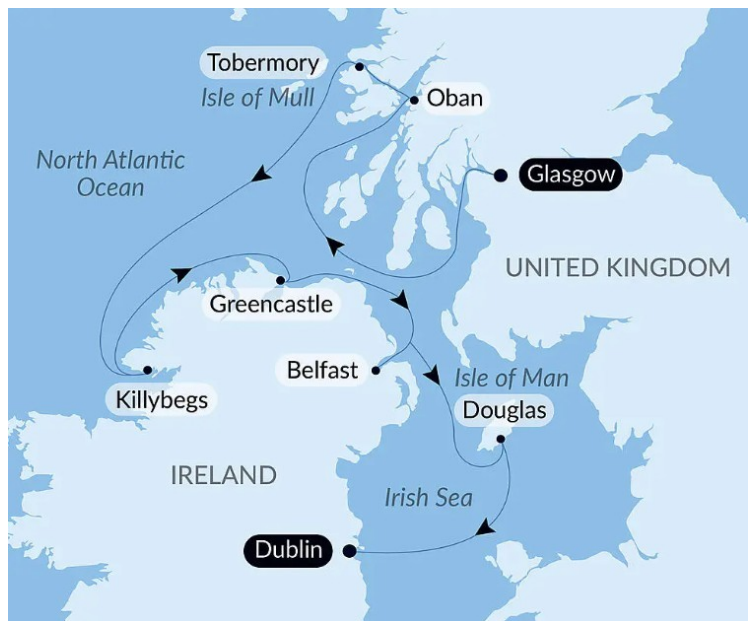 Tobermory
Isle of Mull
Oban
North Atlantic
Ocean
Glasgow
UNITED KINGDOM
Greencastle
Belfast
Isle of Man
Douglas
Killybegs
IRELAND
Irish Sea
Dublin